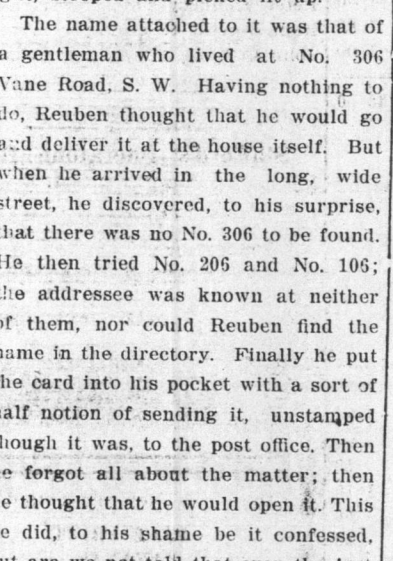 The name attached to it was that of
a gentleman who lived at No. 306
Vane Road, S. W. Having nothing to
do, Reuben thought that he would go
and deliver it at the house itself. But
when he arrived in the long, wide
street, he discovered, to his surprise,
that there was no No. 306 to be found.
He then tried No. 206 and No. 106;
the addressee was known at neither
of them, nor could Reuben find the
name in the directory. Finally he put
the card into his pocket with a sort of
half notion of sending it, unstamped
though it was, to the post office. Then
he forgot all about the matter; then
he thought that he would open it. This
he did, to his shame be it confessed,